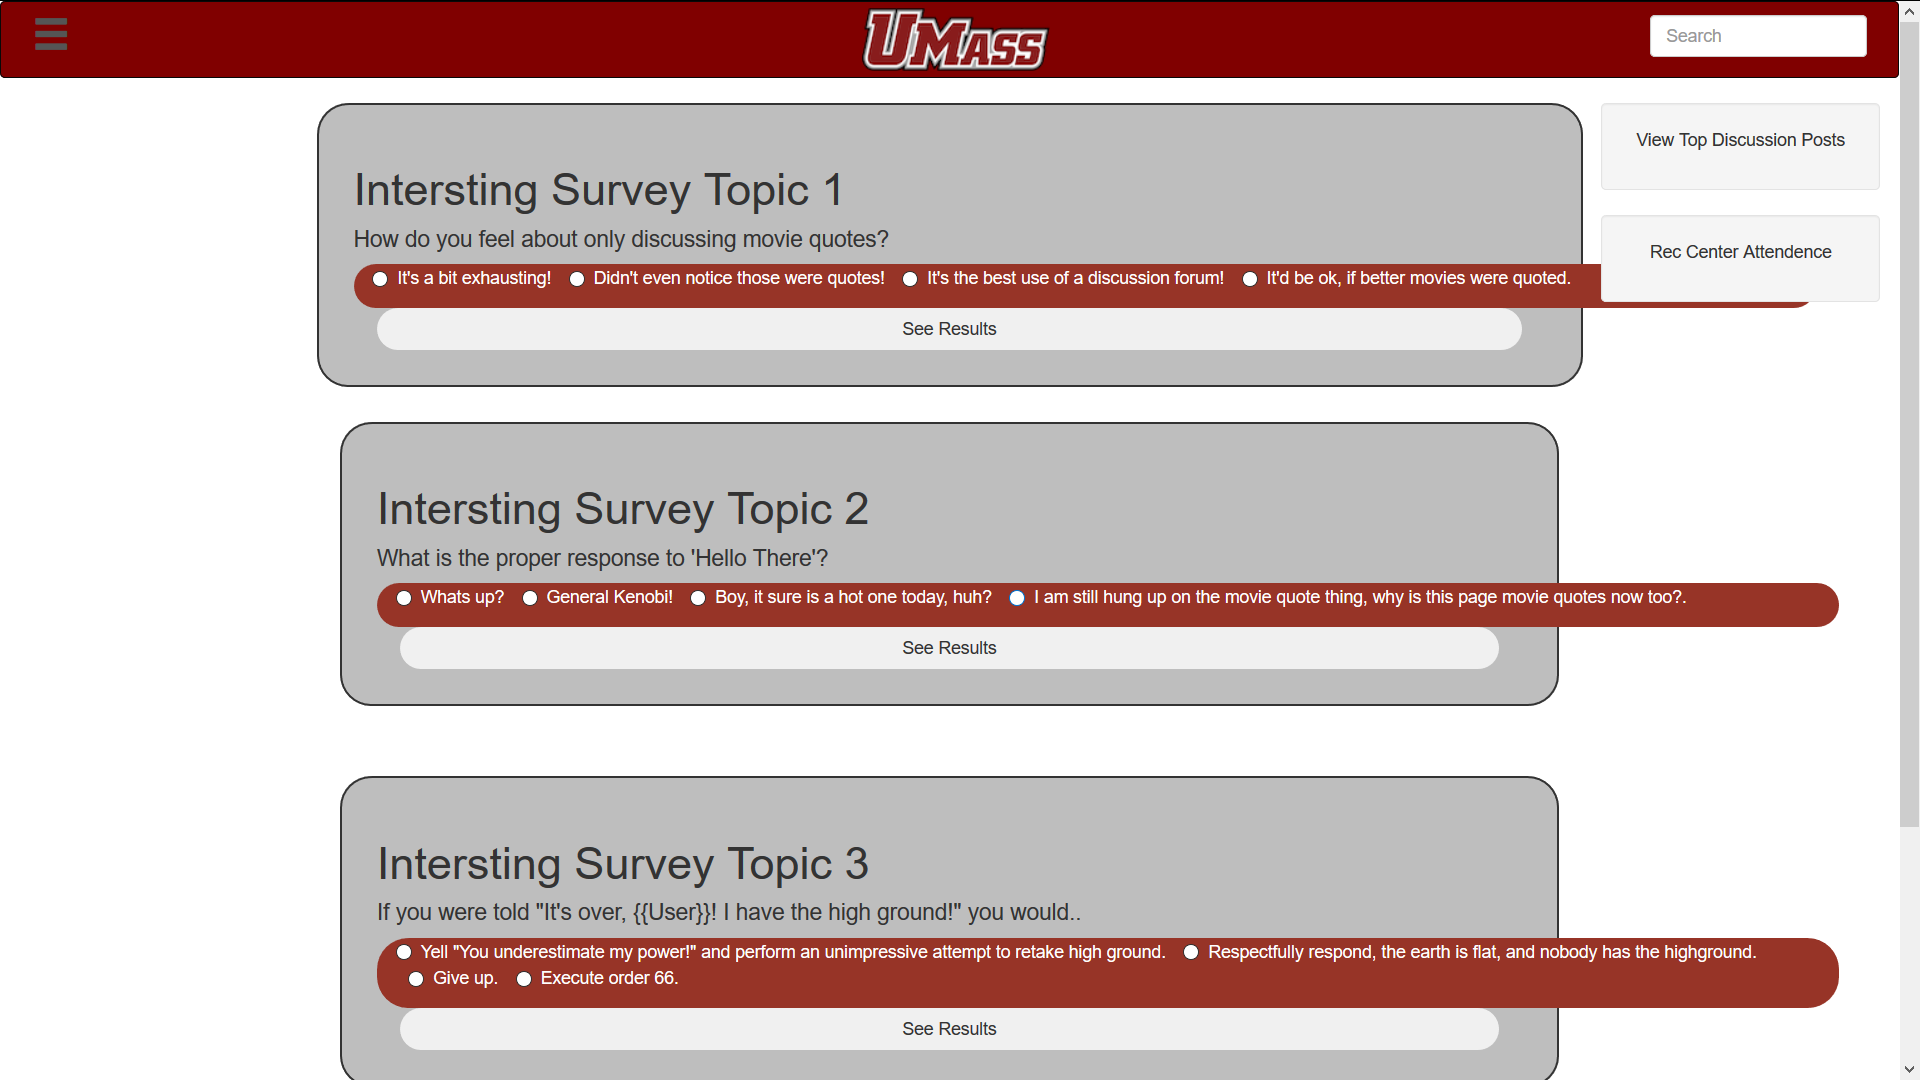 UMASS
Search
View Top Discussion Posts
Intersting Survey Topic 1
How do you feel about only discussing movie quotes?
Rec Center Attendence
It's a bit exhausting! Didn't even notice those were quotes! It's the best use of a discussion forum! It'd be ok, if better movies were quoted.
See Results
Intersting Survey Topic 2
What is the proper response to 'Hello There'?
Whats up? General Kenobi! Boy, it sure is a hot one today, huh? I am still hung up on the movie quote thing, why is this page movie quotes now too?.
See Results
Intersting Survey Topic 3
If you were told "It's over, {{User}}! I have the high ground!" you would..
Yell "You underestimate my power!" and perform an unimpressive attempt to retake high ground. Respectfully respond, the earth is flat, and nobody has the highground.
Give up. Execute order 66.
See Results